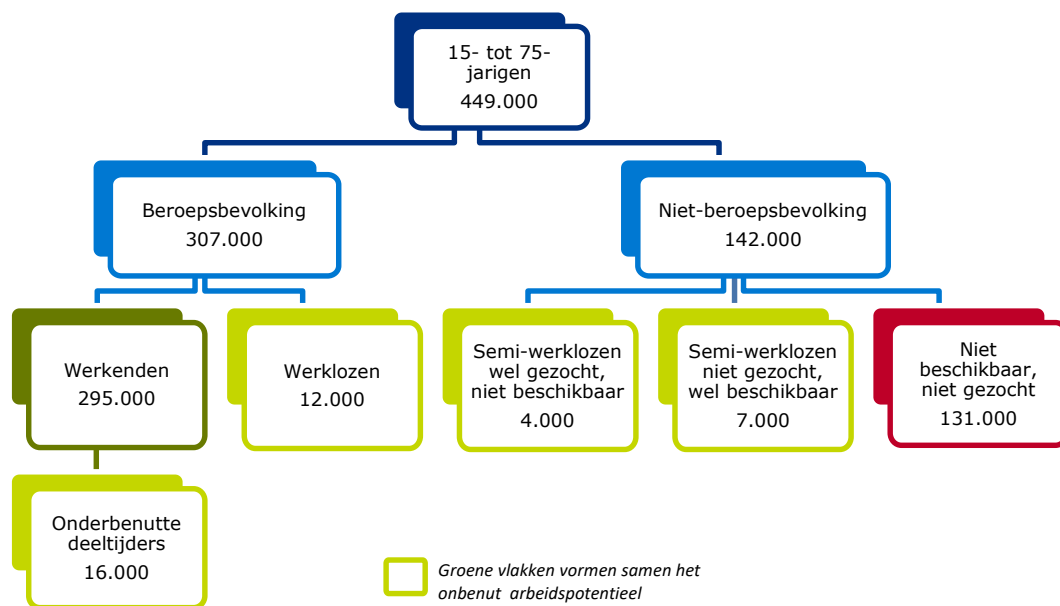 15- tot 75-
jarigen
449.000
Beroepsbevolking
307.000
Niet-beroepsbevolking
142.000
Werkenden
295.000
Werklozen
12.000
Semi-werklozen
wel gezocht,
niet beschikbaar
4.000
Semi-werklozen
niet gezocht,
wel beschikbaar
7.000
Niet
beschikbaar,
niet gezocht
131.000
Onderbenutte
deeltijders
16.000
Groene vlakken vormen samen het
onbenut arbeidspotentieel